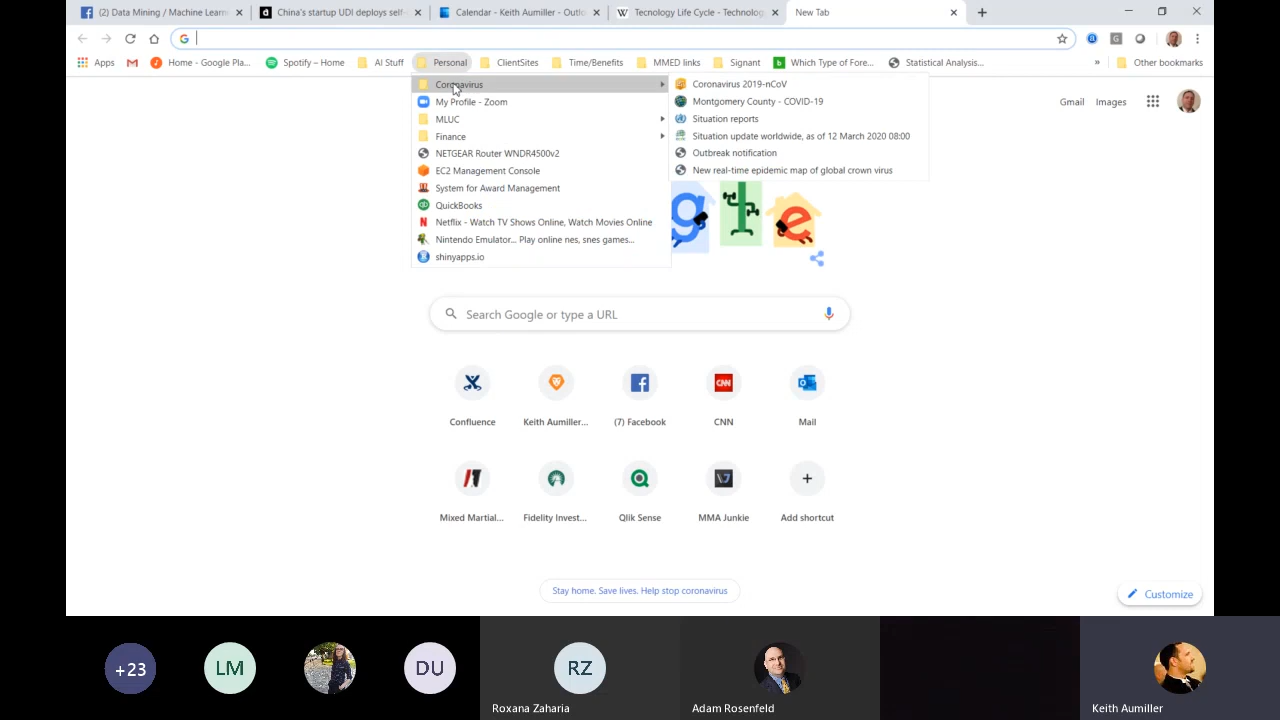 (2) Data Mining / Machine Learn
China's startup UDI deploys self-
Calendar - Keith Aumiller - Outlo
Tecnology Life Cycle - Technolog
New Tab
Apps
Home - Google Pla...
Spotify – Home
AI Stuff
Personal
ClientSites
Time/Benefits
MMED links
Signant
Which Type of Fore...
Statistical Analysis...
»
Other bookmarks
Coronavirus
My Profile - Zoom
MLUC
Finance
NETGEAR Router WNDR4500v2
EC2 Management Console
System for Award Management
QuickBooks
Netflix - Watch TV Shows Online, Watch Movies Online
Nintendo Emulator... Play online nes, snes games...
shinyapps.io
Coronavirus 2019-nCoV
Montgomery County - COVID-19
Situation reports
Situation update worldwide, as of 12 March 2020 08:00
Outbreak notification
New real-time epidemic map of global crown virus
Gmail
Images
g l e
Search Google or type a URL
Confluence
Keith Aumiller...
(7) Facebook
CNN
Mail
Mixed Martial...
Fidelity Invest...
Qlik Sense
MMA Junkie
Add shortcut
Stay home. Save lives. Help stop coronavirus
Customize
+23
LM
DU
RZ
Roxana Zaharia
Adam Rosenfeld
Keith Aumiller